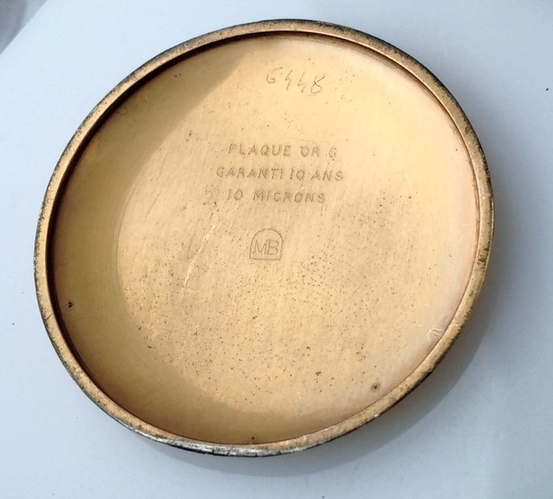 6448
PLAQUE OR G
GARANTI 10 ANS
10 MICRONS
MB